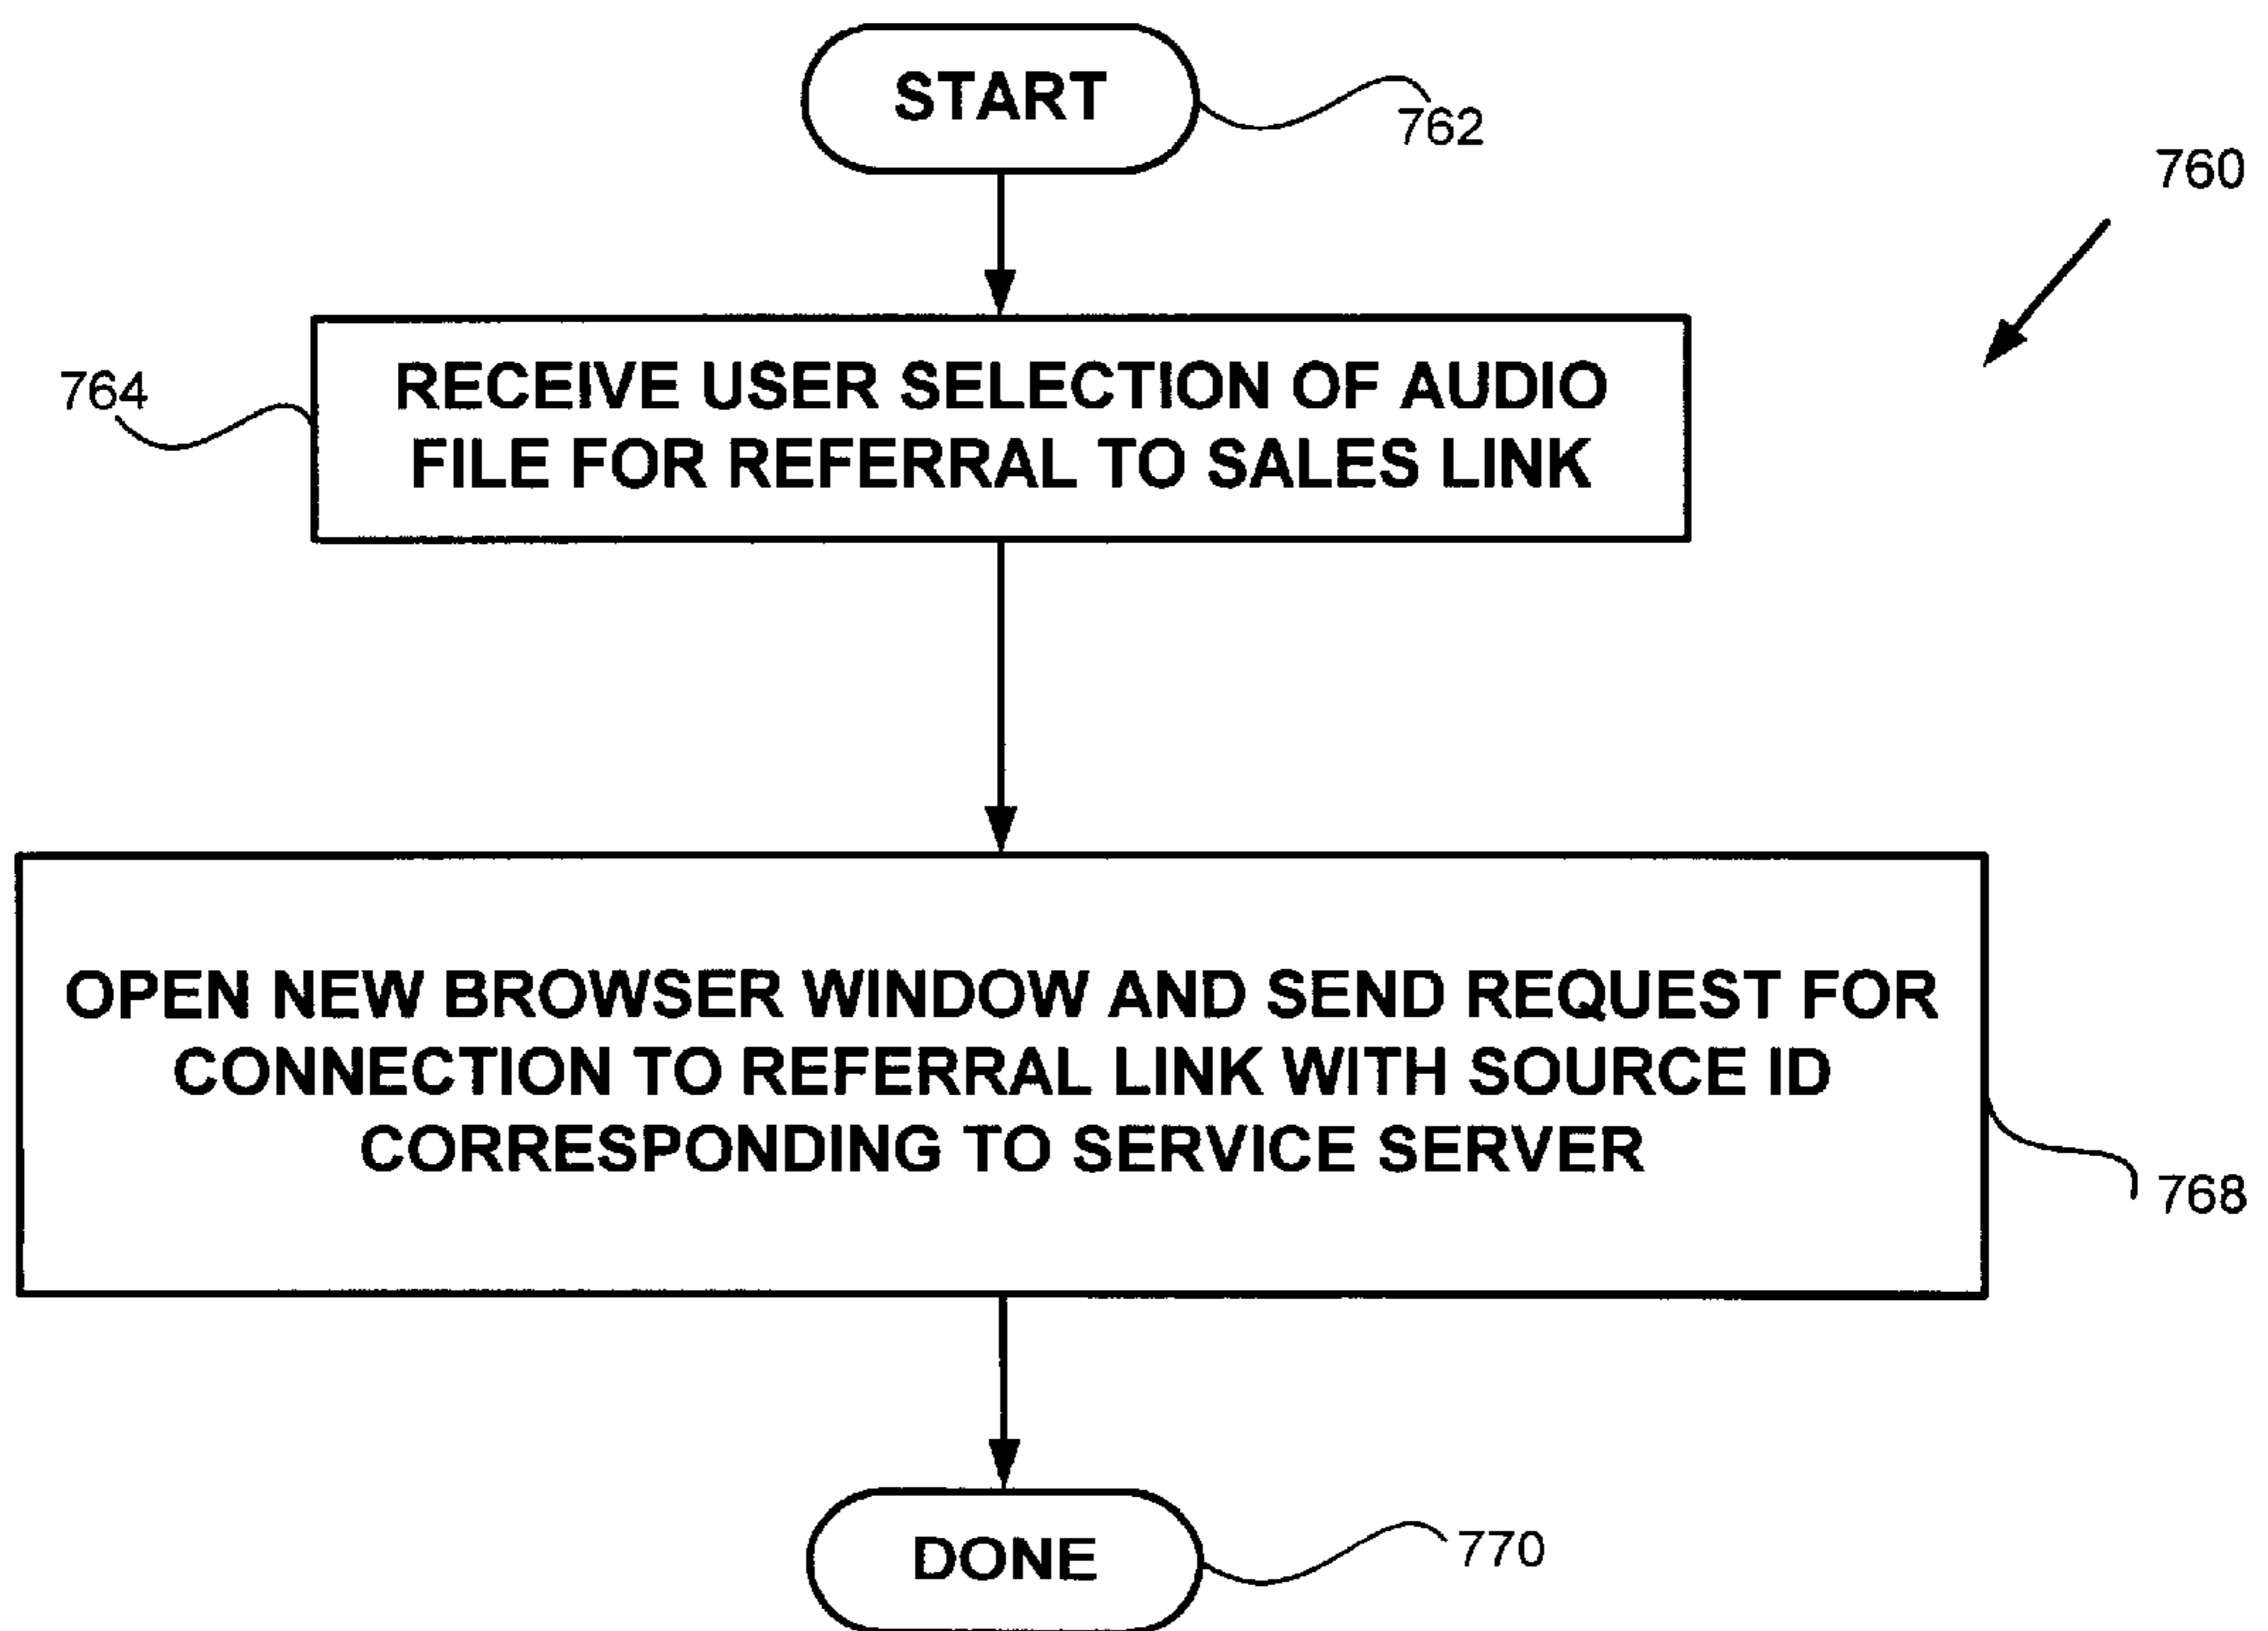 START
762
760
764
RECEIVE USER SELECTION OF AUDIO
FILE FOR REFERRAL TO SALES LINK
OPEN NEW BROWSER WINDOW AND SEND REQUEST FOR
CONNECTION TO REFERRAL LINK WITH SOURCE ID
CORRESPONDING TO SERVICE SERVER
768
DONE
770